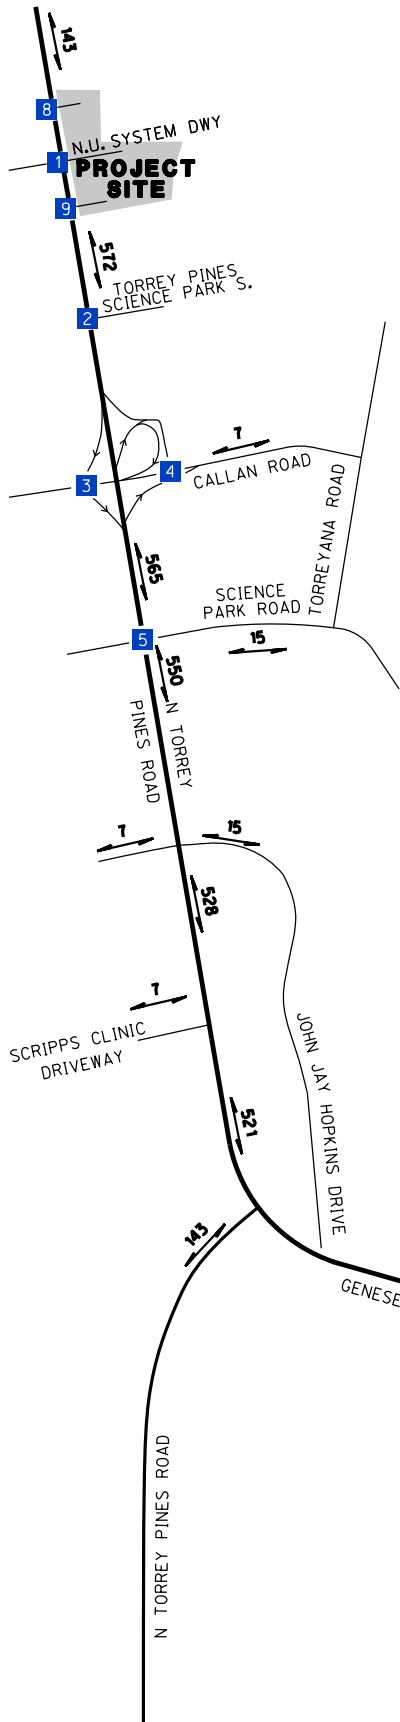 143
8
N.U. SYSTEM DWY
1
PROJECT
SITE
9
572
TORREY PINES
SCIENCE PARK S.
2
7
4
CALLAN ROAD
3
TORREYANA ROAD
565
SCIENCE
PARK ROAD
5
15
550
N TORREY
PINES ROAD
7
15
528
7
SCRIPPS CLINIC
DRIVEWAY
JOHN JAY HOPKINS DRIVE
521
143
GENESE
N TORREY PINES ROAD